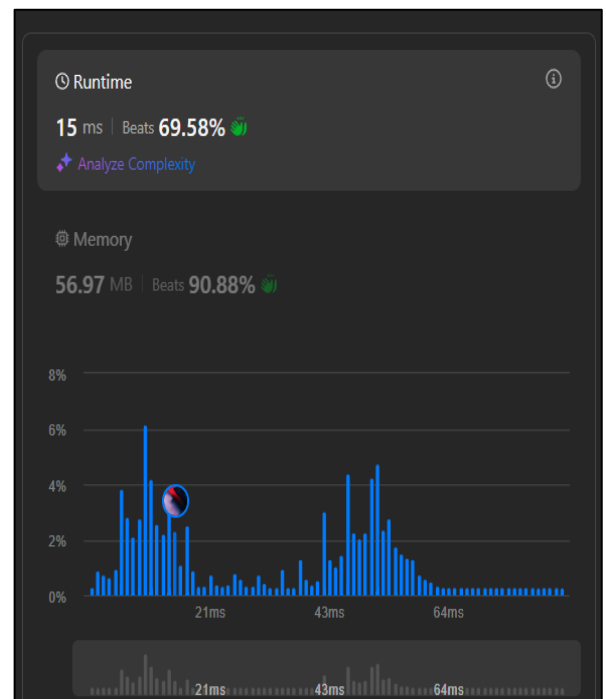 Runtime
15 ms | Beats 69.58%
Analyze Complexity
Memory
56.97 MB | Beats 90.88%
8%
6%
4%
2%
0%
21ms 43ms 64ms
21ms 43ms 64ms